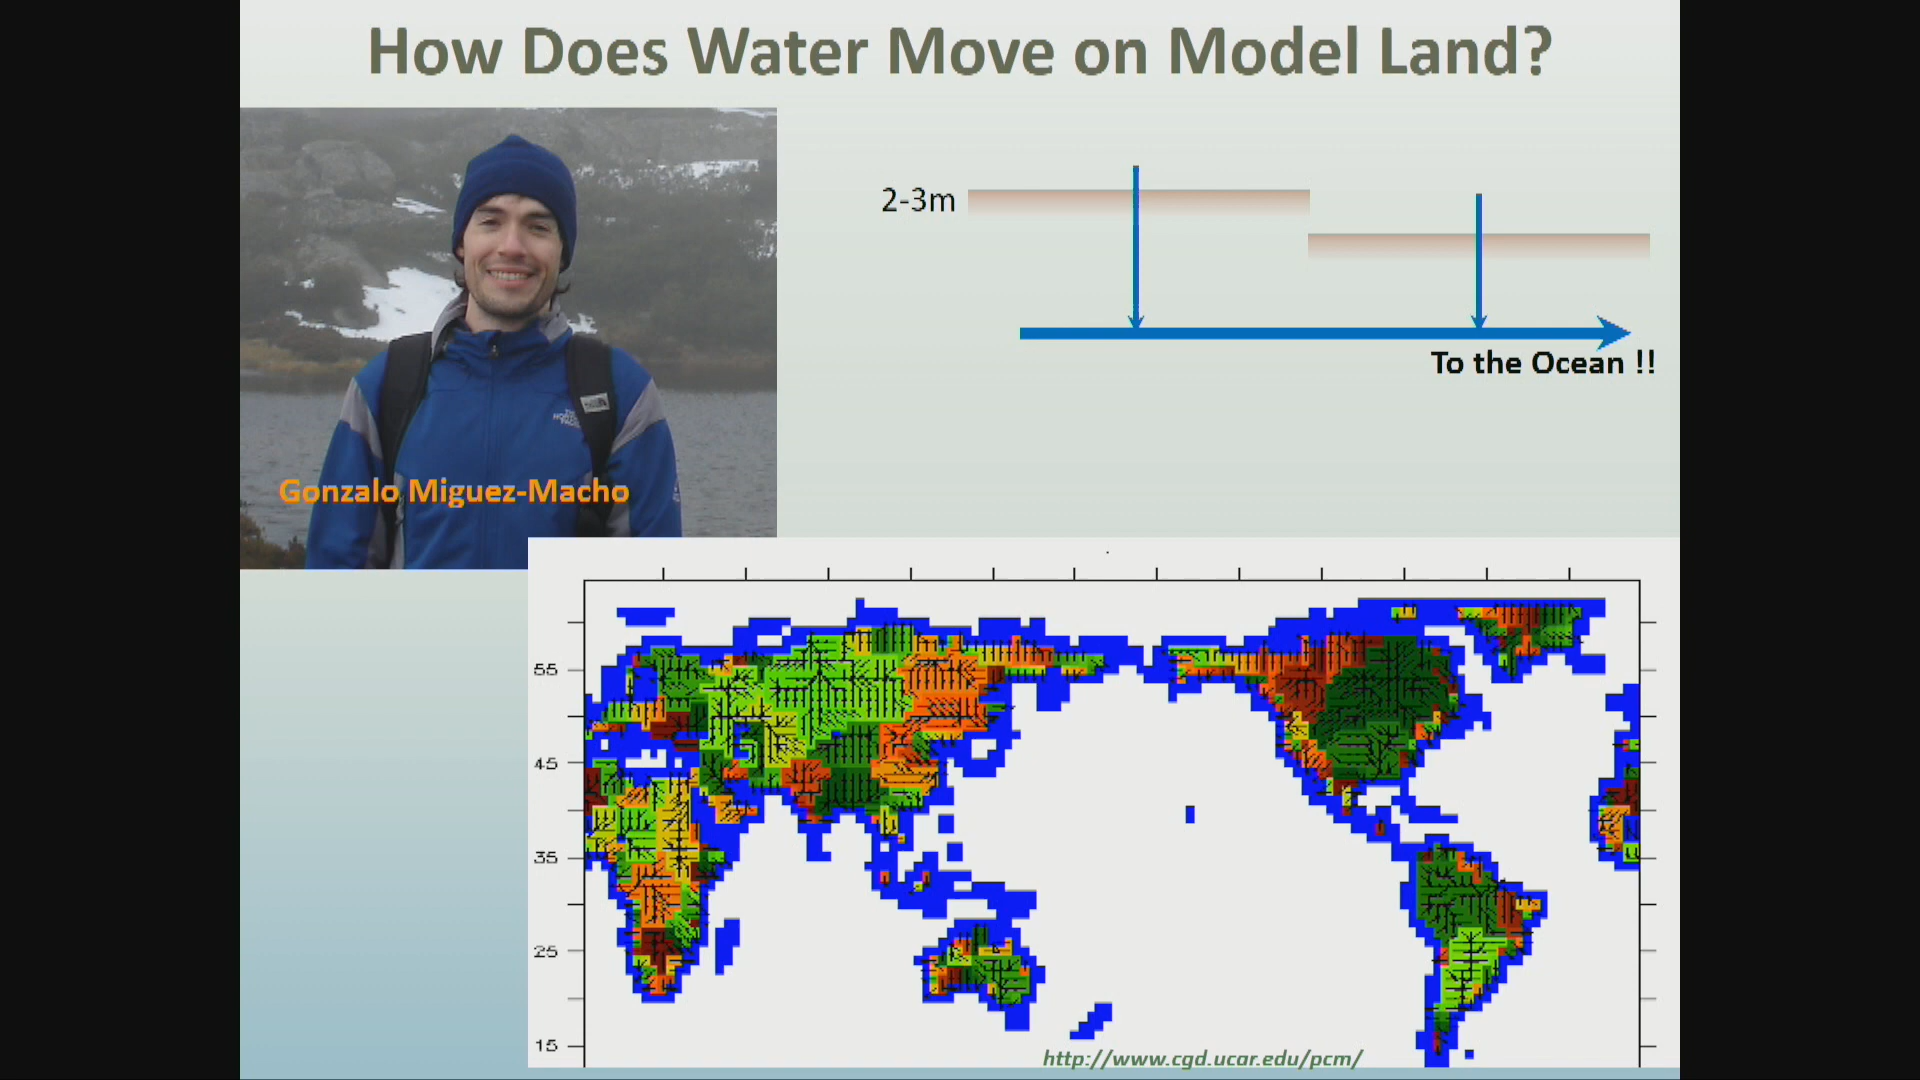 How Does Water Move on Model Land?
2-3m
To the Ocean !!
Gonzalo Miguez-Macho
55
45
35
25
15
http://www.cgd.ucar.edu/pcm/